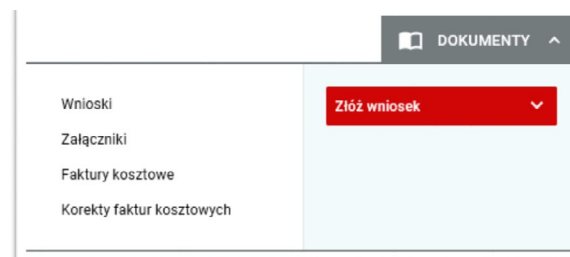 DOKUMENTY
Wnioski
Złóż wniosek
Załączniki
Faktury kosztowe
Korekty faktur kosztowych